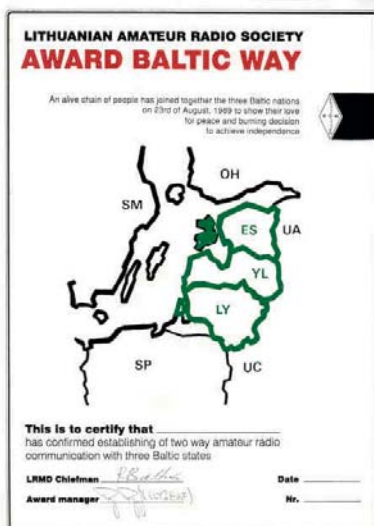 LITHUANIAN AMATEUR RADIO SOCIETY
AWARD BALTIC WAY
An alive chain of people has joined together the three Baltic nations
on 23rd of August, 1989 to show their love
for peace and burning decision
to achieve independence
OH
SM
ES
UA
YL
LY
SP
UC
This is to certify that
has confirmed establishing of two way amateur radio
communication with three Baltic states
LRMD Chiefman
Date
Award manager
Nr.